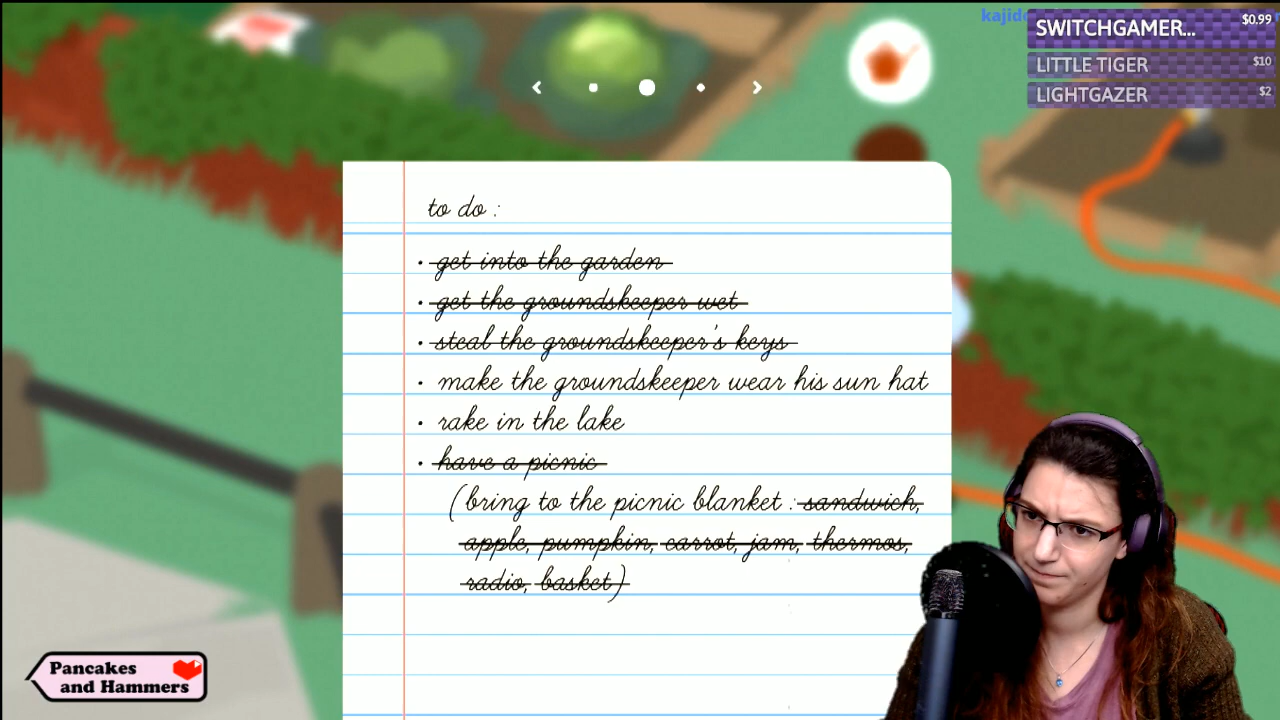 kajid
SWITCHGAMER... $0.99
LITTLE TIGER $10
LIGHTGAZER $2
to do :
• get into the garden
• get the groundskeeper wet
• steal the groundskeeper's keys
• make the groundskeeper wear his sun hat
• rake in the lake
• have a picnic
(bring to the picnic blanket : sandwich,
apple, pumpkin, carrot, jam, thermos,
radio, basket)
Pancakes
and Hammers